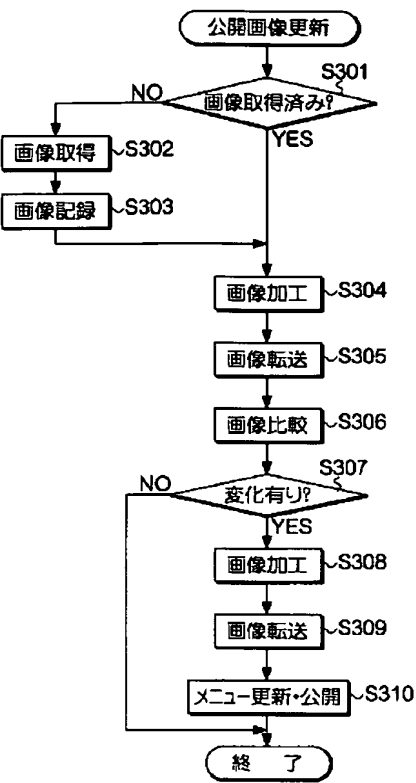 公開画像更新
S301
画像取得済み?
NO
YES
画像取得
S302
画像記録
S303
画像加工
S304
画像転送
S305
画像比較
S306
S307
変化有り?
NO
YES
画像加工
S308
画像転送
S309
メニュー更新・公開
S310
終 了